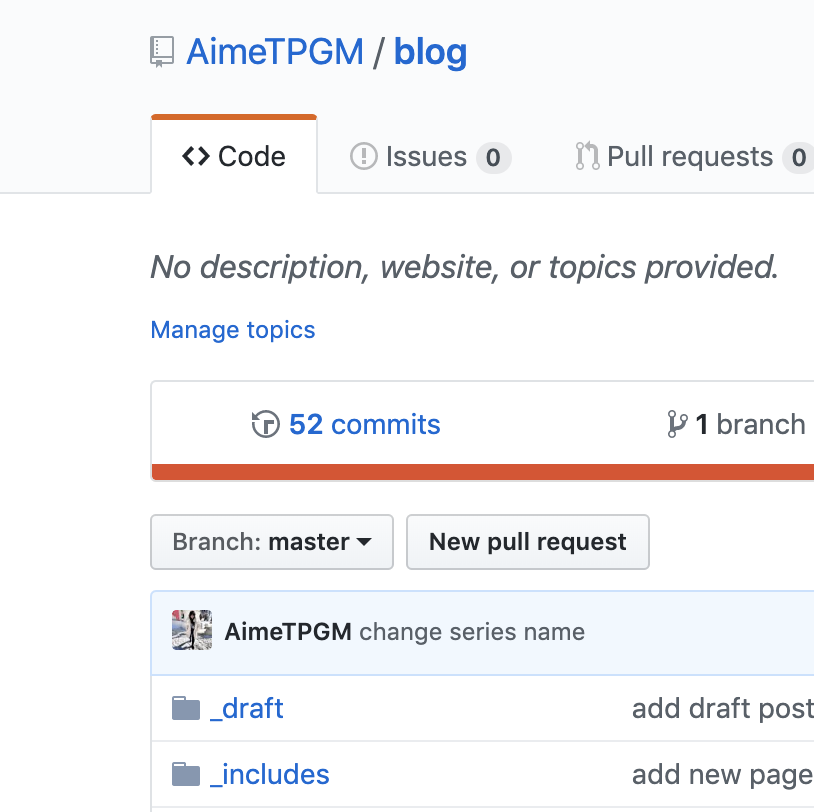 AimeTPGM / blog
Code Issues 0 Pull requests 0
No description, website, or topics provided.
Manage topics
52 commits 1 branch
Branch: master New pull request
AimeTPGM change series name
_draft add draft post
_includes add new page